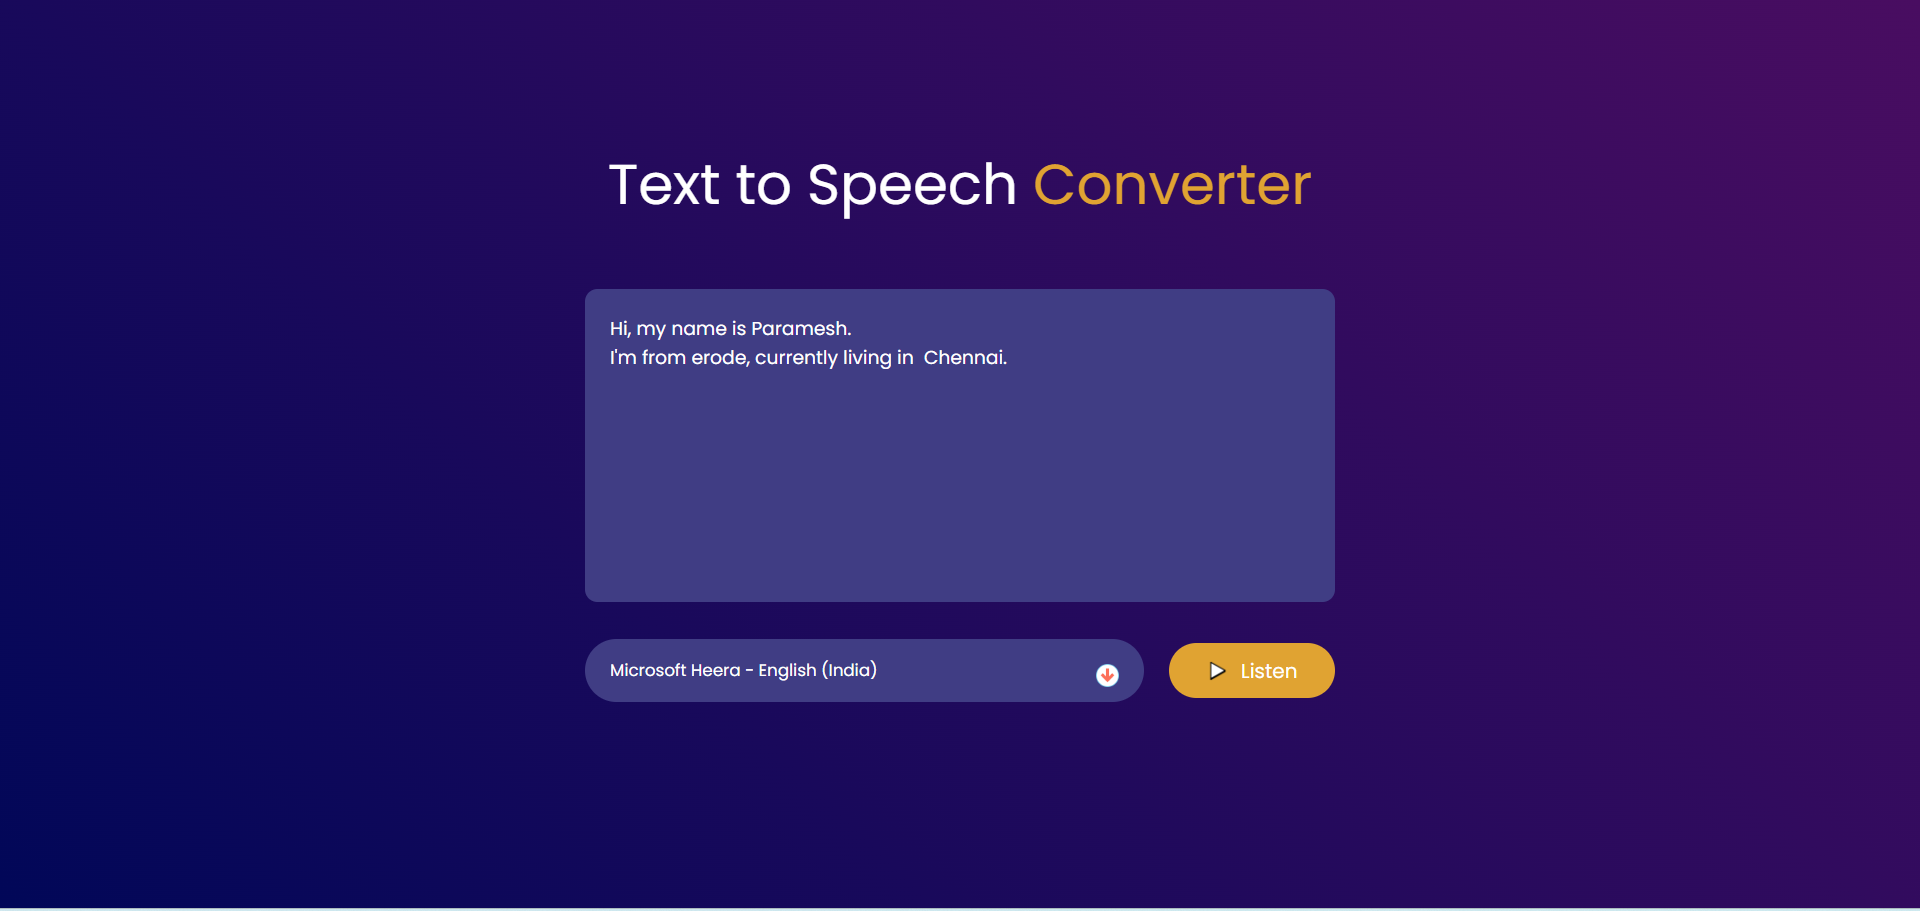 Text to Speech Converter
Hi, my name is Paramesh.
I'm from erode, currently living in  Chennai.
Microsoft Heera - English (India)
Listen